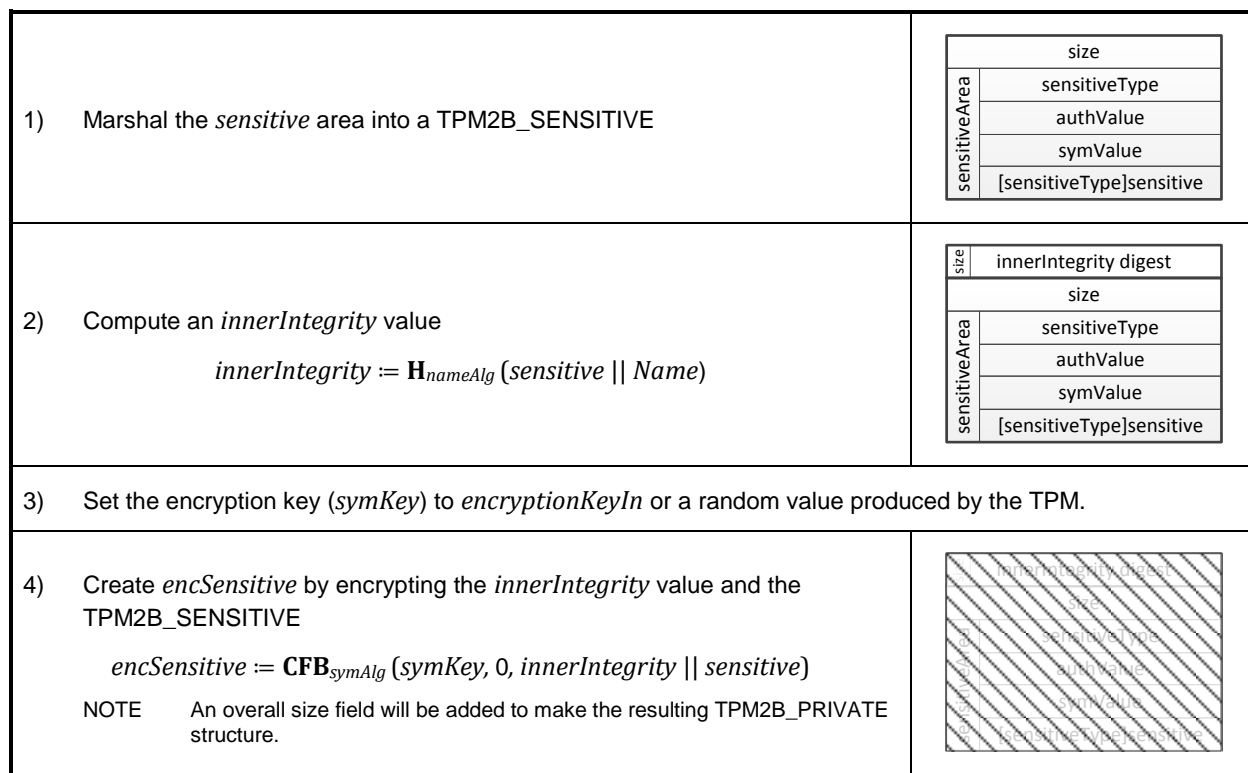 1) Marshal the sensitive area into a TPM2B_SENSITIVE
size
sensitiveArea
sensitiveType
authValue
symValue
[sensitiveType]sensitive
2) Compute an innerIntegrity value
innerIntegrity ≔ H nameAlg (sensitive || Name)
size
innerIntegrity digest
size
sensitiveArea
sensitiveType
authValue
symValue
[sensitiveType]sensitive
3) Set the encryption key (symKey) to encryptionKeyIn or a random value produced by the TPM.
4) Create encSensitive by encrypting the innerIntegrity value and the
TPM2B_SENSITIVE
encSensitive ≔ CFB symAlg (symKey, 0, innerIntegrity || sensitive)
NOTE An overall size field will be added to make the resulting TPM2B_PRIVATE
structure.
innerIntegrity digest
size
sensitiveArea
sensitiveType
authValue
symValue
[sensitiveType]sensitive